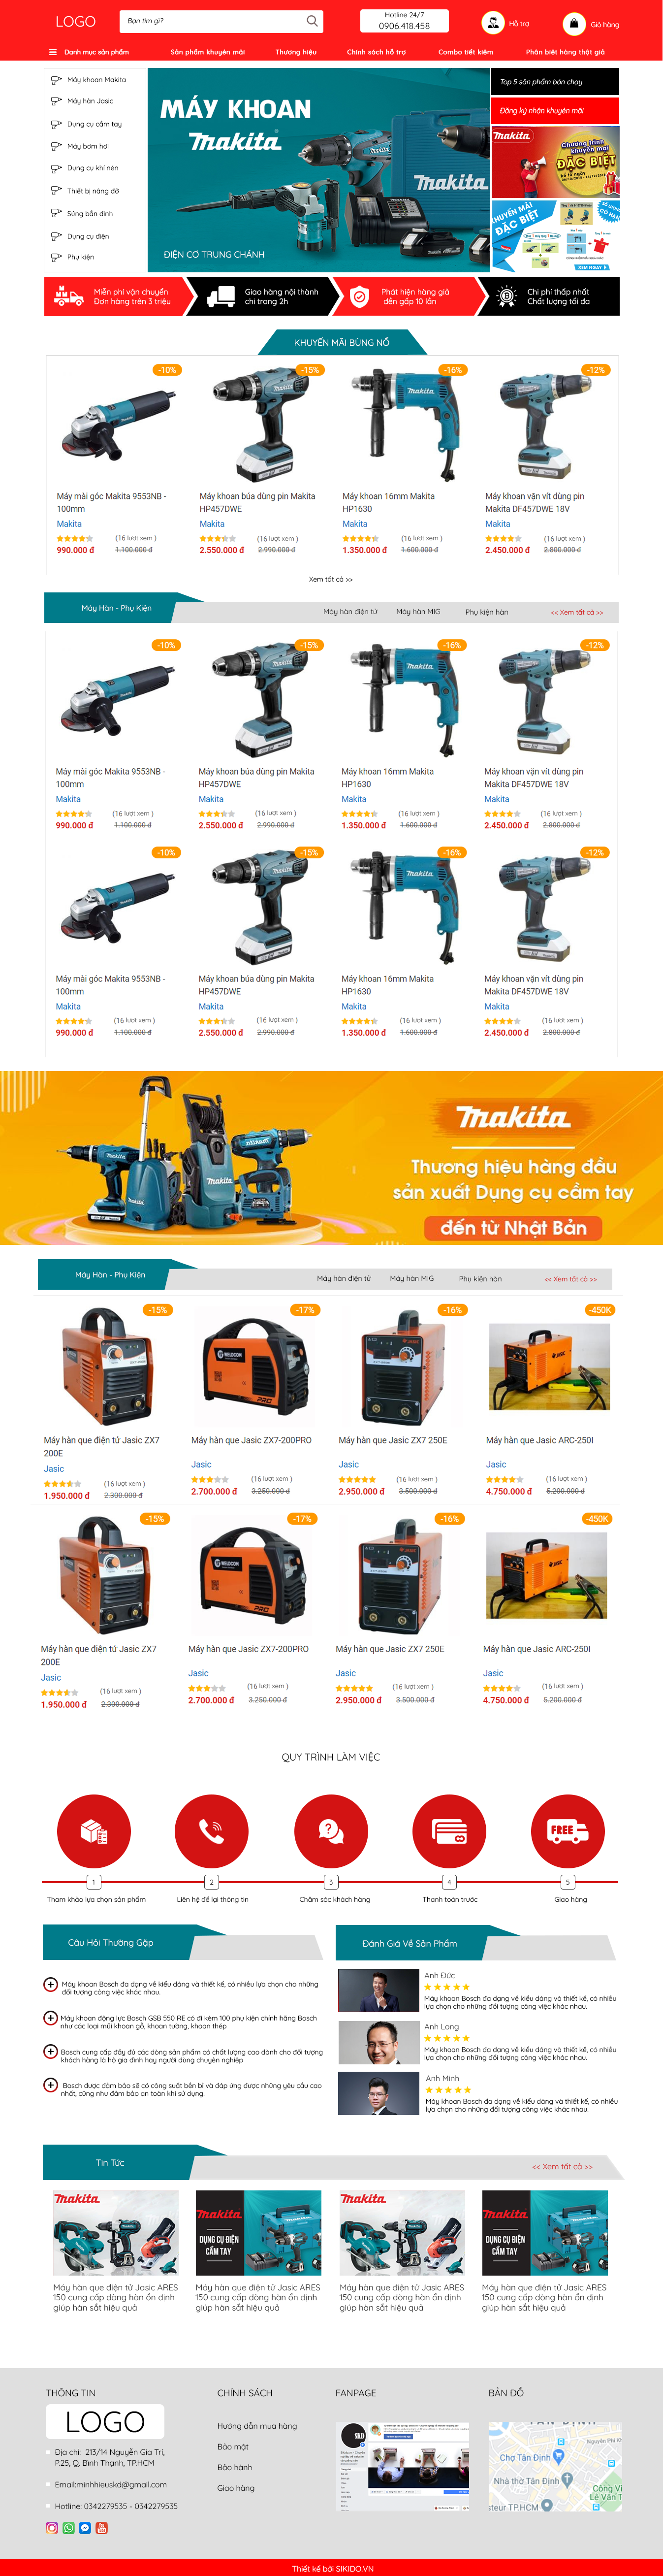 LOGO
Bạn tìm gì?
Hotline 24/7
0906.418.458
Hỗ trợ
Giỏ hàng
Danh mục sản phẩm
Sản phẩm khuyến mãi
Thương hiệu
Chính sách hỗ trợ
Combo tiết kiệm
Phân biệt hàng thật giả
Máy khoan Makita
Máy hàn Jasic
Dụng cụ cầm tay
Máy bơm hơi
Dụng cụ khí nén
Thiết bị nâng đỡ
Súng bắn đinh
Dụng cụ điện
Phụ kiện
MÁY KHOAN
makita
ĐIỆN CƠ TRUNG CHÁNH
Top 5 sản phẩm bán chạy
Đăng ký nhận khuyến mãi
makita
Chương trình
khuyến mại
ĐẶC BIỆT
KHUYẾN MÃI
ĐẶC BIỆT
XEM NGAY
Miễn phí vận chuyển
Đơn hàng trên 3 triệu
Giao hàng nội thành
chỉ trong 2h
Phát hiện hàng giả
đền gấp 10 lần
Chi phí thấp nhất
Chất lượng tối đa
KHUYẾN MÃI BÙNG NỔ
-10%
-15%
-16%
-12%
Máy mài góc Makita 9553NB -
100mm
Makita
(16 lượt xem )
990.000 đ
1.100.000 đ
Máy khoan búa dùng pin Makita
HP457DWE
Makita
(16 lượt xem )
2.550.000 đ
2.990.000 đ
Máy khoan 16mm Makita
HP1630
Makita
(16 lượt xem )
1.350.000 đ
1.600.000 đ
Máy khoan vặn vít dùng pin
Makita DF457DWE 18V
Makita
(16 lượt xem )
2.450.000 đ
2.800.000 đ
Xem tất cả >>
Máy Hàn - Phụ Kiện
Máy hàn điện tử
Máy hàn MIG
Phụ kiện hàn
<< Xem tất cả >>
-10%
-15%
-16%
-12%
Máy mài góc Makita 9553NB -
100mm
Makita
(16 lượt xem )
990.000 đ
1.100.000 đ
Máy khoan búa dùng pin Makita
HP457DWE
Makita
(16 lượt xem )
2.550.000 đ
2.990.000 đ
Máy khoan 16mm Makita
HP1630
Makita
(16 lượt xem )
1.350.000 đ
1.600.000 đ
Máy khoan vặn vít dùng pin
Makita DF457DWE 18V
Makita
(16 lượt xem )
2.450.000 đ
2.800.000 đ
-10%
-15%
-16%
-12%
Máy mài góc Makita 9553NB -
100mm
Makita
(16 lượt xem )
990.000 đ
1.100.000 đ
Máy khoan búa dùng pin Makita
HP457DWE
Makita
(16 lượt xem )
2.550.000 đ
2.990.000 đ
Máy khoan 16mm Makita
HP1630
Makita
(16 lượt xem )
1.350.000 đ
1.600.000 đ
Máy khoan vặn vít dùng pin
Makita DF457DWE 18V
Makita
(16 lượt xem )
2.450.000 đ
2.800.000 đ
makita
Thương hiệu hàng đầu
sản xuất Dụng cụ cầm tay
đến từ Nhật Bản
Máy Hàn - Phụ Kiện
Máy hàn điện tử
Máy hàn MIG
Phụ kiện hàn
<< Xem tất cả >>
-15%
-17%
-16%
-450K
Máy hàn que điện tử Jasic ZX7
200E
Jasic
(16 lượt xem )
1.950.000 đ
2.300.000 đ
Máy hàn que Jasic ZX7-200PRO
Jasic
(16 lượt xem )
2.700.000 đ
3.250.000 đ
Máy hàn que Jasic ZX7 250E
Jasic
(16 lượt xem )
2.950.000 đ
3.500.000 đ
Máy hàn que Jasic ARC-250I
Jasic
(16 lượt xem )
4.750.000 đ
5.200.000 đ
-15%
-17%
-16%
-450K
Máy hàn que điện tử Jasic ZX7
200E
Jasic
(16 lượt xem )
1.950.000 đ
2.300.000 đ
Máy hàn que Jasic ZX7-200PRO
Jasic
(16 lượt xem )
2.700.000 đ
3.250.000 đ
Máy hàn que Jasic ZX7 250E
Jasic
(16 lượt xem )
2.950.000 đ
3.500.000 đ
Máy hàn que Jasic ARC-250I
Jasic
(16 lượt xem )
4.750.000 đ
5.200.000 đ
QUY TRÌNH LÀM VIỆC
FREE
1
2
3
4
5
Tham khảo lựa chọn sản phẩm
Liên hệ để lại thông tin
Chăm sóc khách hàng
Thanh toán trước
Giao hàng
Câu Hỏi Thường Gặp
Máy khoan Bosch đa dạng về kiểu dáng và thiết kế, có nhiều lựa chọn cho những
đối tượng công việc khác nhau.
Máy khoan động lực Bosch GSB 550 RE có đi kèm 100 phụ kiện chính hãng Bosch
như các loại mũi khoan gỗ, khoan tường, khoan thép
Bosch cung cấp đầy đủ các dòng sản phẩm có chất lượng cao dành cho đối tượng
khách hàng là hộ gia đình hay người dùng chuyên nghiệp
Bosch được đảm bảo sẽ có công suất bền bỉ và đáp ứng được những yêu cầu cao
nhất, cũng như đảm bảo an toàn khi sử dụng.
Đánh Giá Về Sản Phẩm
Anh Đức
Máy khoan Bosch đa dạng về kiểu dáng và thiết kế, có nhiều
lựa chọn cho những đối tượng công việc khác nhau.
Anh Long
Máy khoan Bosch đa dạng về kiểu dáng và thiết kế, có nhiều
lựa chọn cho những đối tượng công việc khác nhau.
Anh Minh
Máy khoan Bosch đa dạng về kiểu dáng và thiết kế, có nhiều
lựa chọn cho những đối tượng công việc khác nhau.
Tin Tức
<< Xem tất cả >>
makita
makita
DỤNG CỤ ĐIỆN
CẦM TAY
makita
makita
DỤNG CỤ ĐIỆN
CẦM TAY
Máy hàn que điện tử Jasic ARES
150 cung cấp dòng hàn ổn định
giúp hàn sắt hiệu quả
Máy hàn que điện tử Jasic ARES
150 cung cấp dòng hàn ổn định
giúp hàn sắt hiệu quả
Máy hàn que điện tử Jasic ARES
150 cung cấp dòng hàn ổn định
giúp hàn sắt hiệu quả
Máy hàn que điện tử Jasic ARES
150 cung cấp dòng hàn ổn định
giúp hàn sắt hiệu quả
THÔNG TIN
LOGO
Địa chỉ: 213/14 Nguyễn Gia Trí,
P.25, Q. Bình Thạnh, TP.HCM
Email:minhhieuskd@gmail.com
Hotline: 0342279535 - 0342279535
CHÍNH SÁCH
Hướng dẫn mua hàng
Bảo mật
Bảo hành
Giao hàng
FANPAGE
SKD
BẢN ĐỒ
TÂN ĐỊNH
Chợ Tân Định
Nhà thờ Tân Định
Công Vi
Lê Văn T
steur TP.HCM
Thiết kế bởi SIKIDO.VN